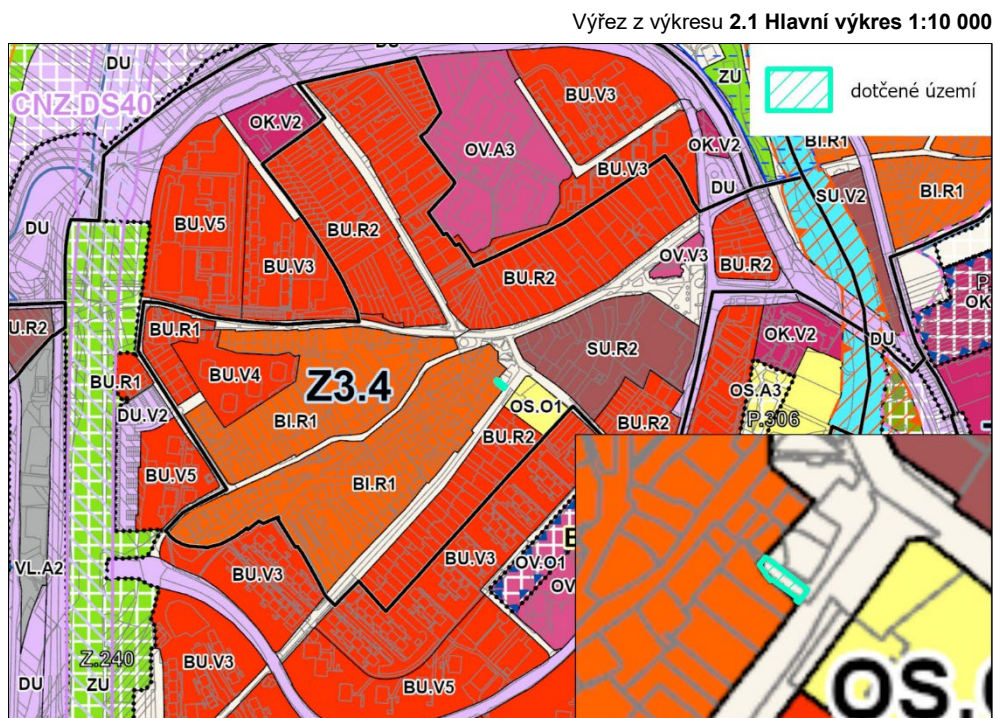 Výřez z výkresu 2.1 Hlavní výkres 1:10 000
dotčené území
DU
DU
ZU
CNZ.DS40
BU.V3
OK.V2
OV.A3
OK.V2
BI.R1
BU.V3
DU
SU.V2
BI.R1
DU
BU.V5
BU.R2
BU.V3
OV.V3
BU.R2
BU.R2
U.R2
BU.R1
OK.V2
DU
SU.R2
BU.V4
Z3.4
BU.R1
DU.V2
OS.O1
OS.A3
BI.R1
BU.R2
BU.R2
P.306
BU.V5
BI.R1
VL.A2
BU.V3
BU.V3
OV.O1
OV
Z.240
ZU
DU
BU.V3
BU.V5
OS.